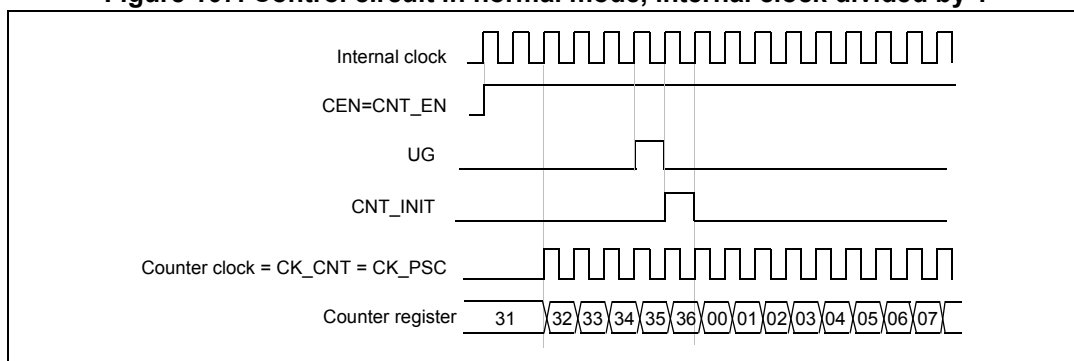 Figure 107. Control circuit in normal mode, internal clock divided by 1
Internal clock
CEN=CNT_EN
UG
CNT_INIT
Counter clock = CK_CNT = CK_PSC
Counter register 31 32 33 34 35 36 00 01 02 03 04 05 06 07